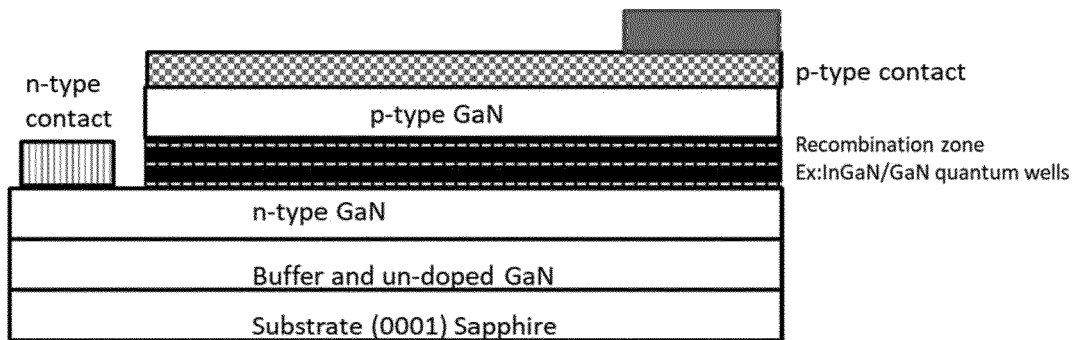 n-type
contact
p-type contact
p-type GaN
Recombination zone
Ex:InGaN/GaN quantum wells
n-type GaN
Buffer and un-doped GaN
Substrate (0001) Sapphire